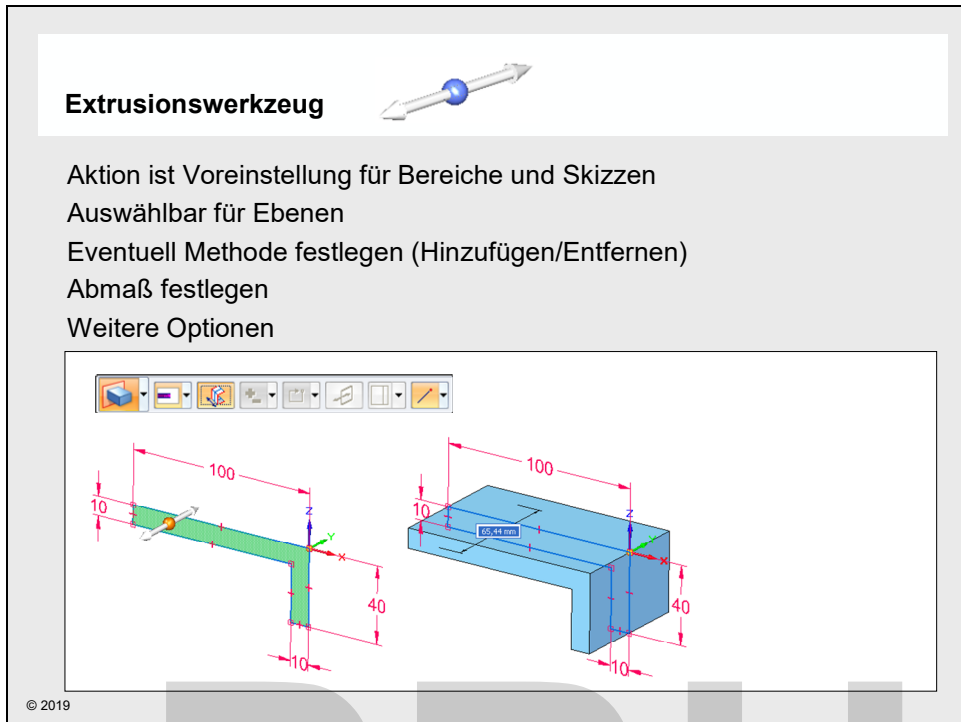 Extrusionswerkzeug
Aktion ist Voreinstellung für Bereiche und Skizzen
Auswählbar für Ebenen
Eventuell Methode festlegen (Hinzufügen/Entfernen)
Abmaß festlegen
Weitere Optionen
100
10
Z
Y
X
40
10
100
10
65,44 mm
Z
Y
X
40
10
© 2019